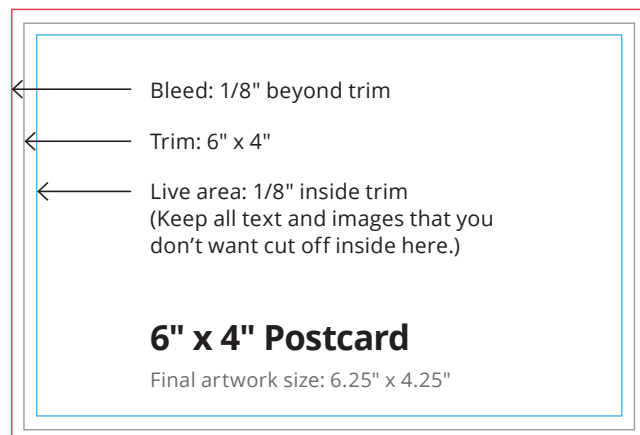 Bleed: 1/8" beyond trim
Trim: 6" x 4"
Live area: 1/8" inside trim
(Keep all text and images that you
don’t want cut off inside here.)
6" x 4" Postcard
Final artwork size: 6.25" x 4.25"